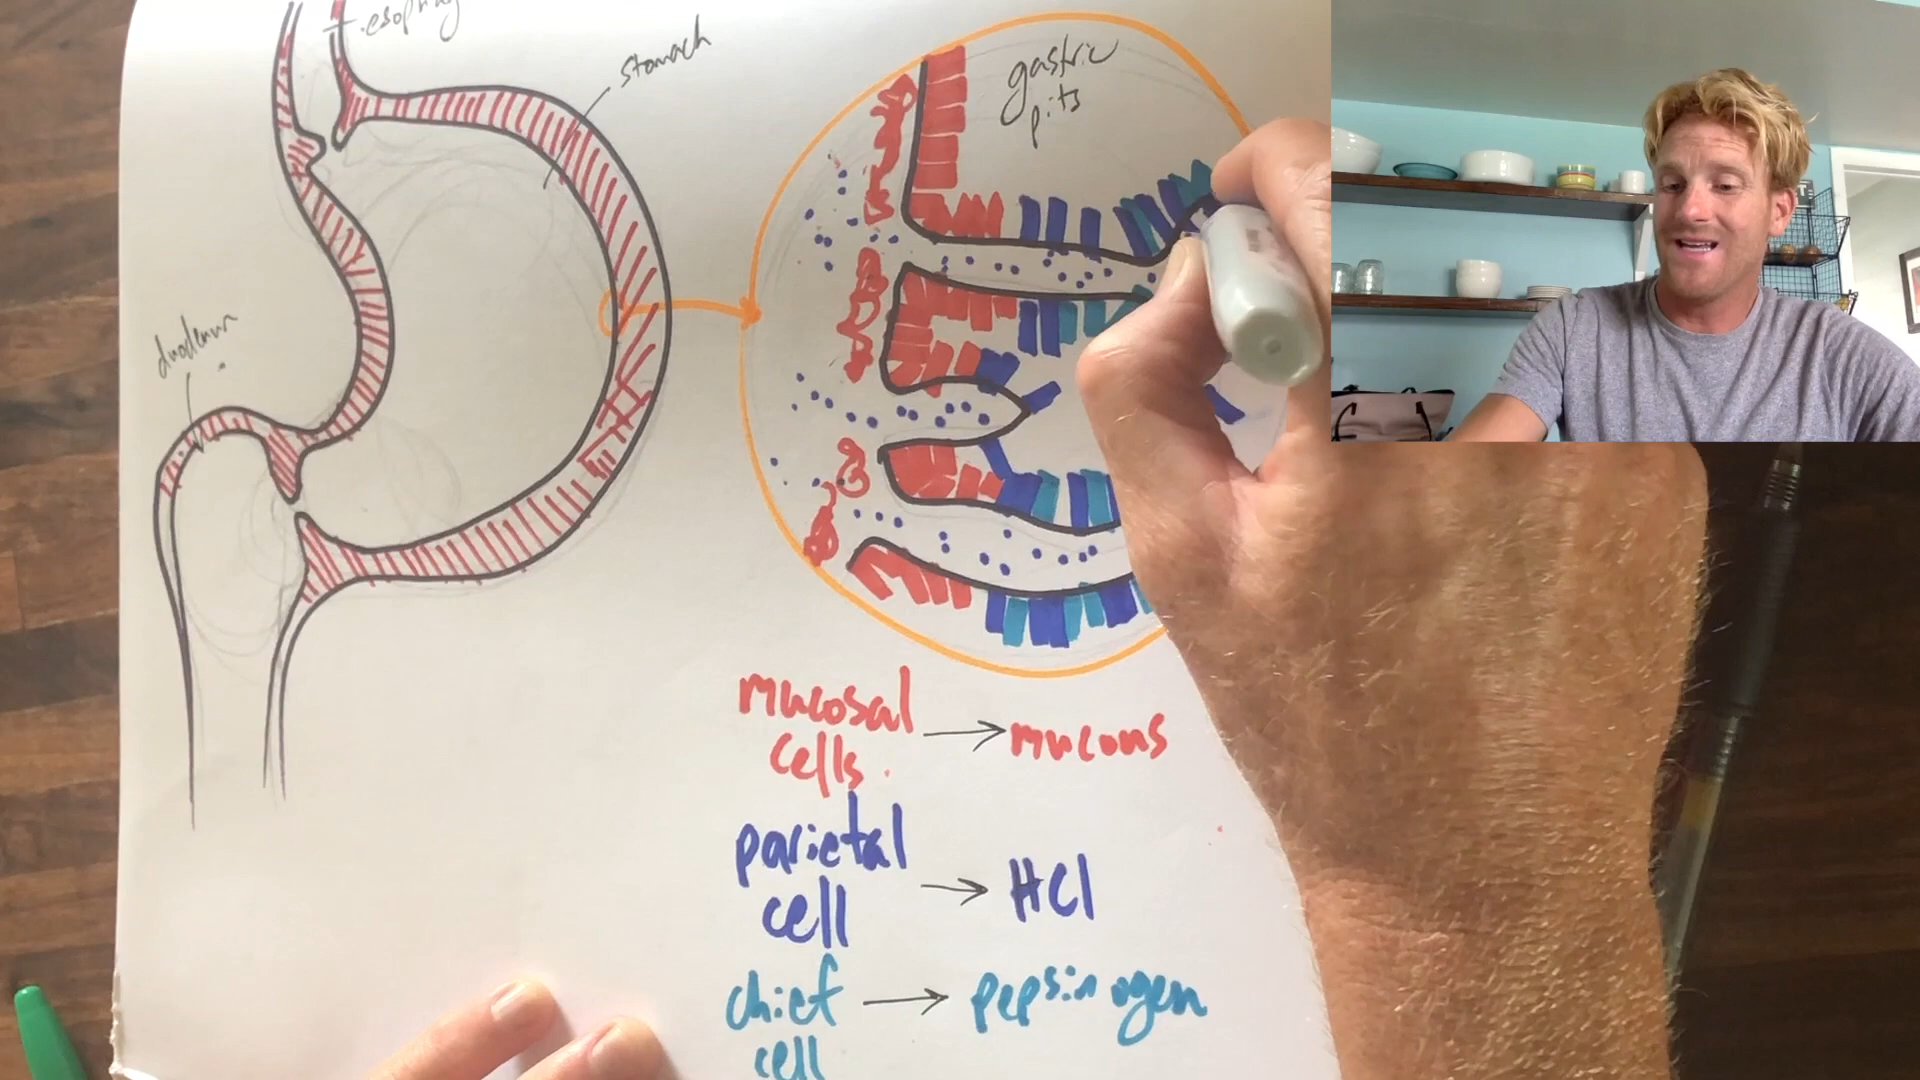 stomach
gastric
pits
duodenum
mucosal
cells
mucous
parietal
cell
HCl
chief
cell
pepsinogen